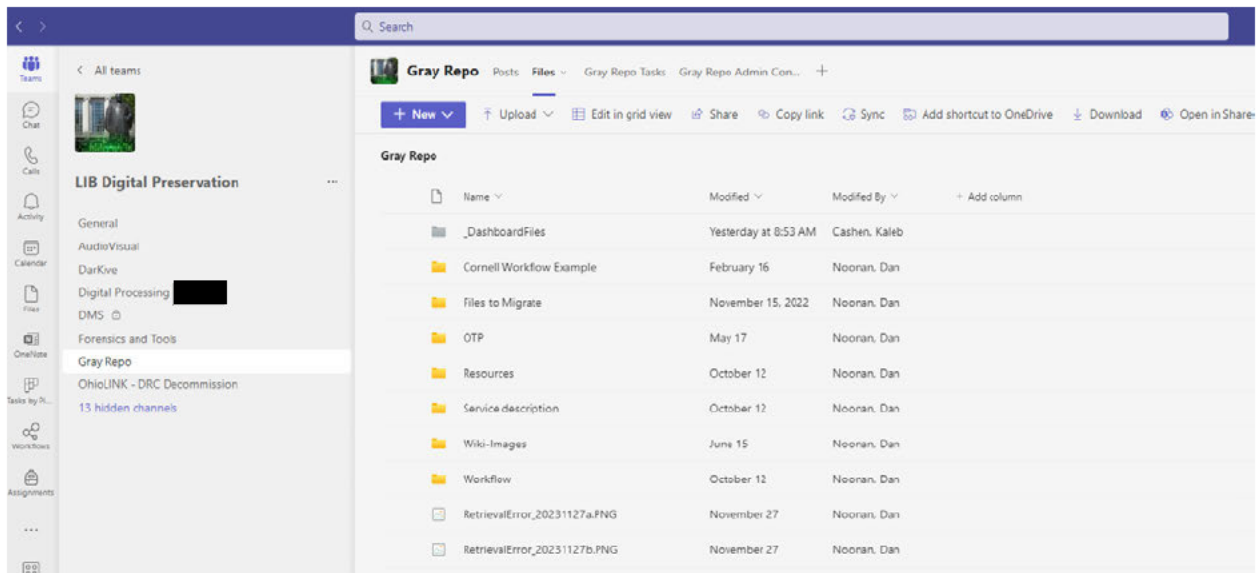 Search
Teams
Chat
Calls
Activity
Calendar
Files
OneNote
Tasks by Pl...
Workflows
Assignments
...
All teams
LIB Digital Preservation ...
General
AudioVisual
DarKive
Digital Processing
DMS
Forensics and Tools
Gray Repo
OhioLINK - DRC Decommission
13 hidden channels
Gray Repo Posts Files Gray Repo Tasks Gray Repo Admin Con... +
+ New Upload Edit in grid view Share Copy link Sync Add shortcut to OneDrive Download Open in Share
Gray Repo
Name Modified Modified By + Add column
_DashboardFiles Yesterday at 8:53 AM Cashen, Kaleb
Cornell Workflow Example February 16 Noonan, Dan
Files to Migrate November 15, 2022 Noonan, Dan
OTP May 17 Noonan, Dan
Resources October 12 Noonan, Dan
Service description October 12 Noonan, Dan
Wiki-Images June 15 Noonan, Dan
Workflow October 12 Noonan, Dan
RetrievalError_20231127a.PNG November 27 Noonan, Dan
RetrievalError_20231127b.PNG November 27 Noonan, Dan